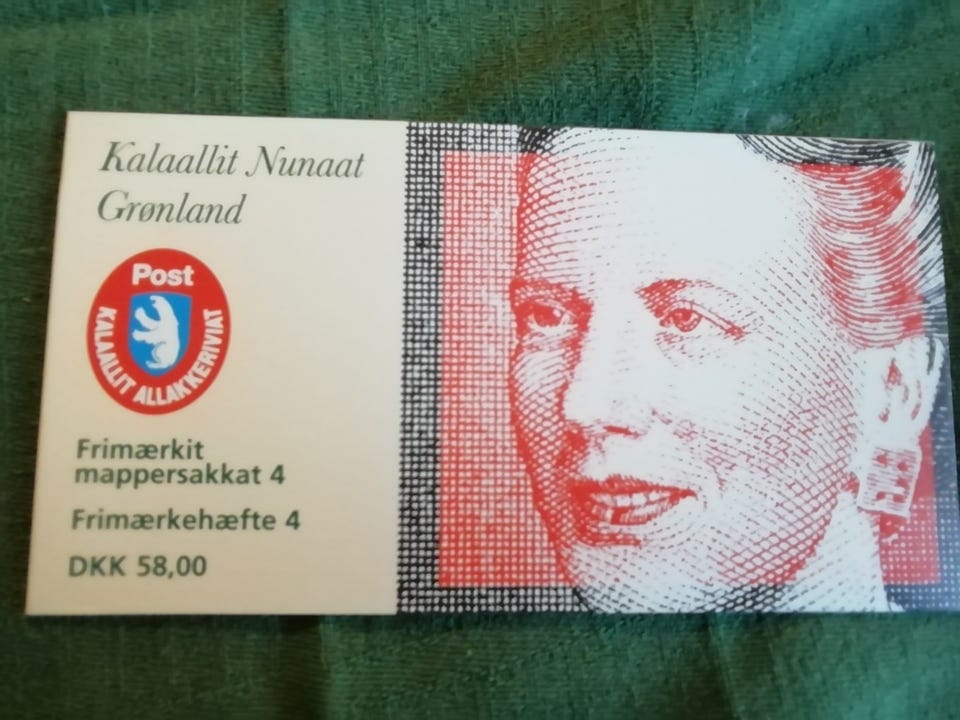 Kalaallit Nunaat
Grønland
Post
KALAALLIT ALLAKKERIVIAT
Frimærkit
mappersakkat 4
Frimærkehæfte 4
DKK 58,00